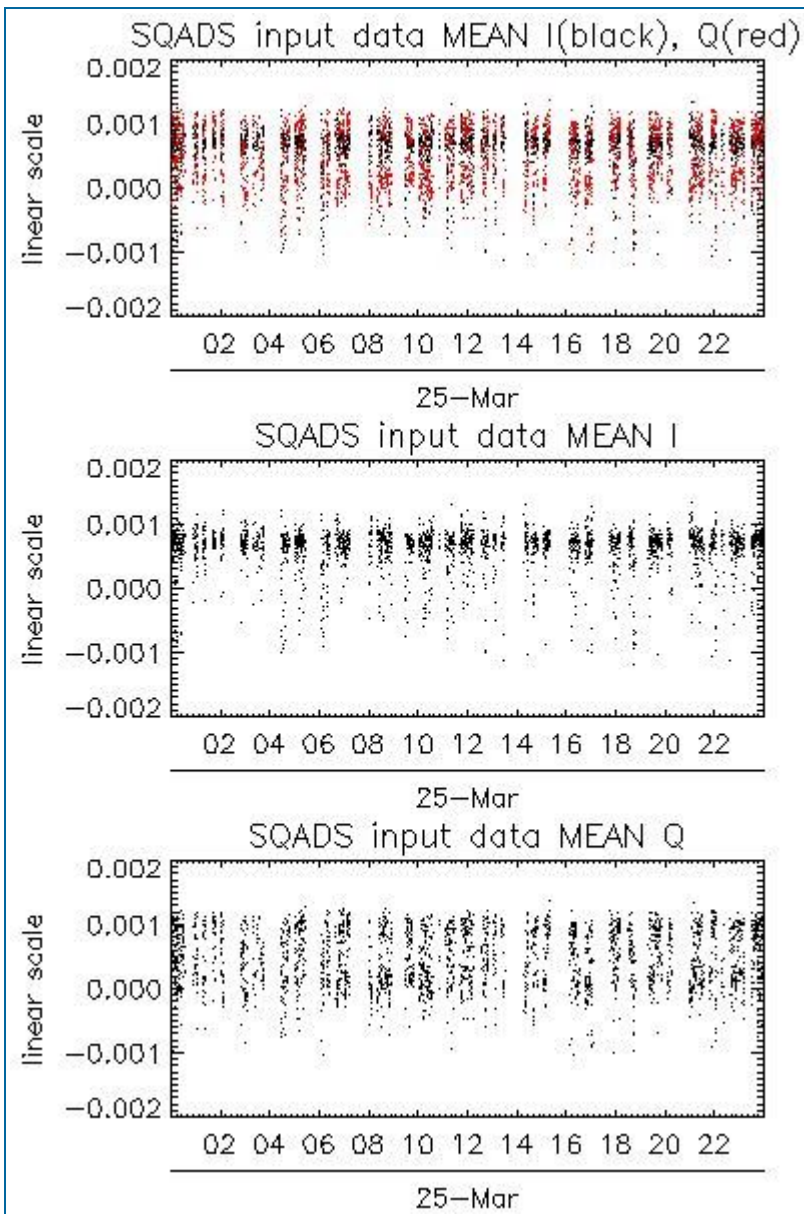 SQADS input data MEAN I(black), Q(red)
linear scale
0.002
0.001
0.000
-0.001
-0.002
02 04 06 08 10 12 14 16 18 20 22
25-Mar
SQADS input data MEAN I
linear scale
0.002
0.001
0.000
-0.001
-0.002
02 04 06 08 10 12 14 16 18 20 22
25-Mar
SQADS input data MEAN Q
linear scale
0.002
0.001
0.000
-0.001
-0.002
02 04 06 08 10 12 14 16 18 20 22
25-Mar